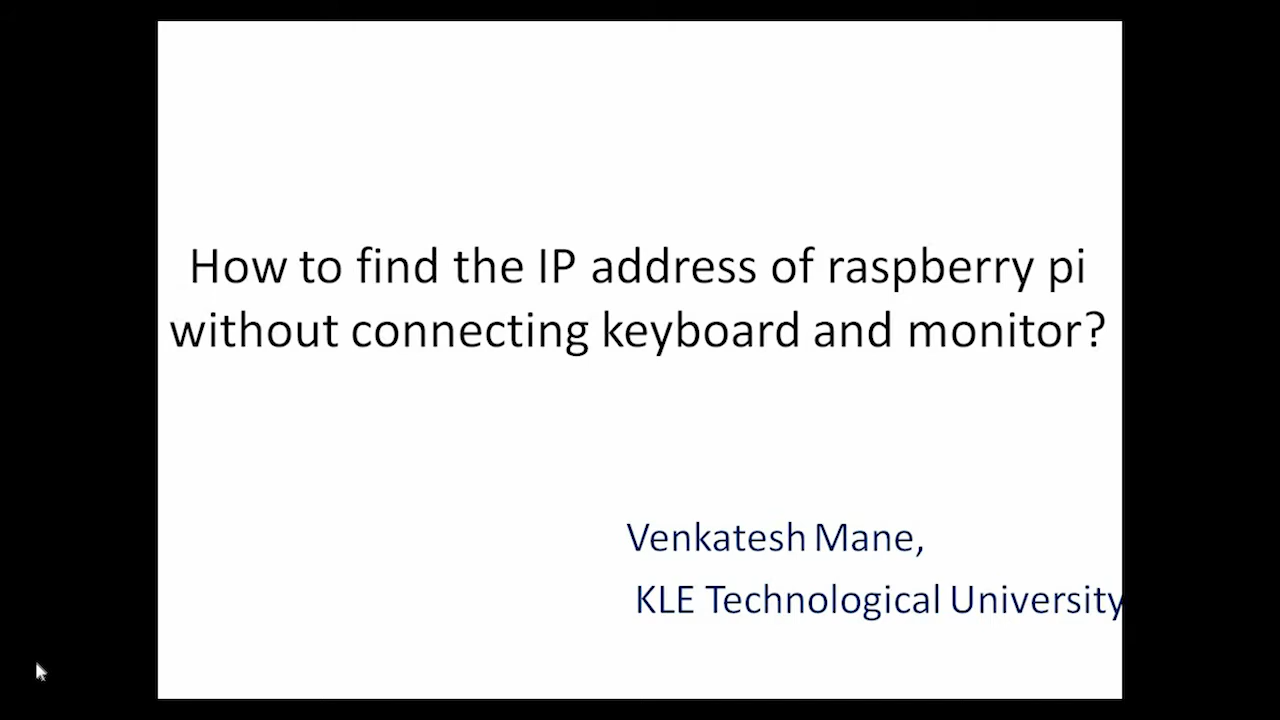 How to find the IP address of raspberry pi
without connecting keyboard and monitor?
Venkatesh Mane,
KLE Technological University